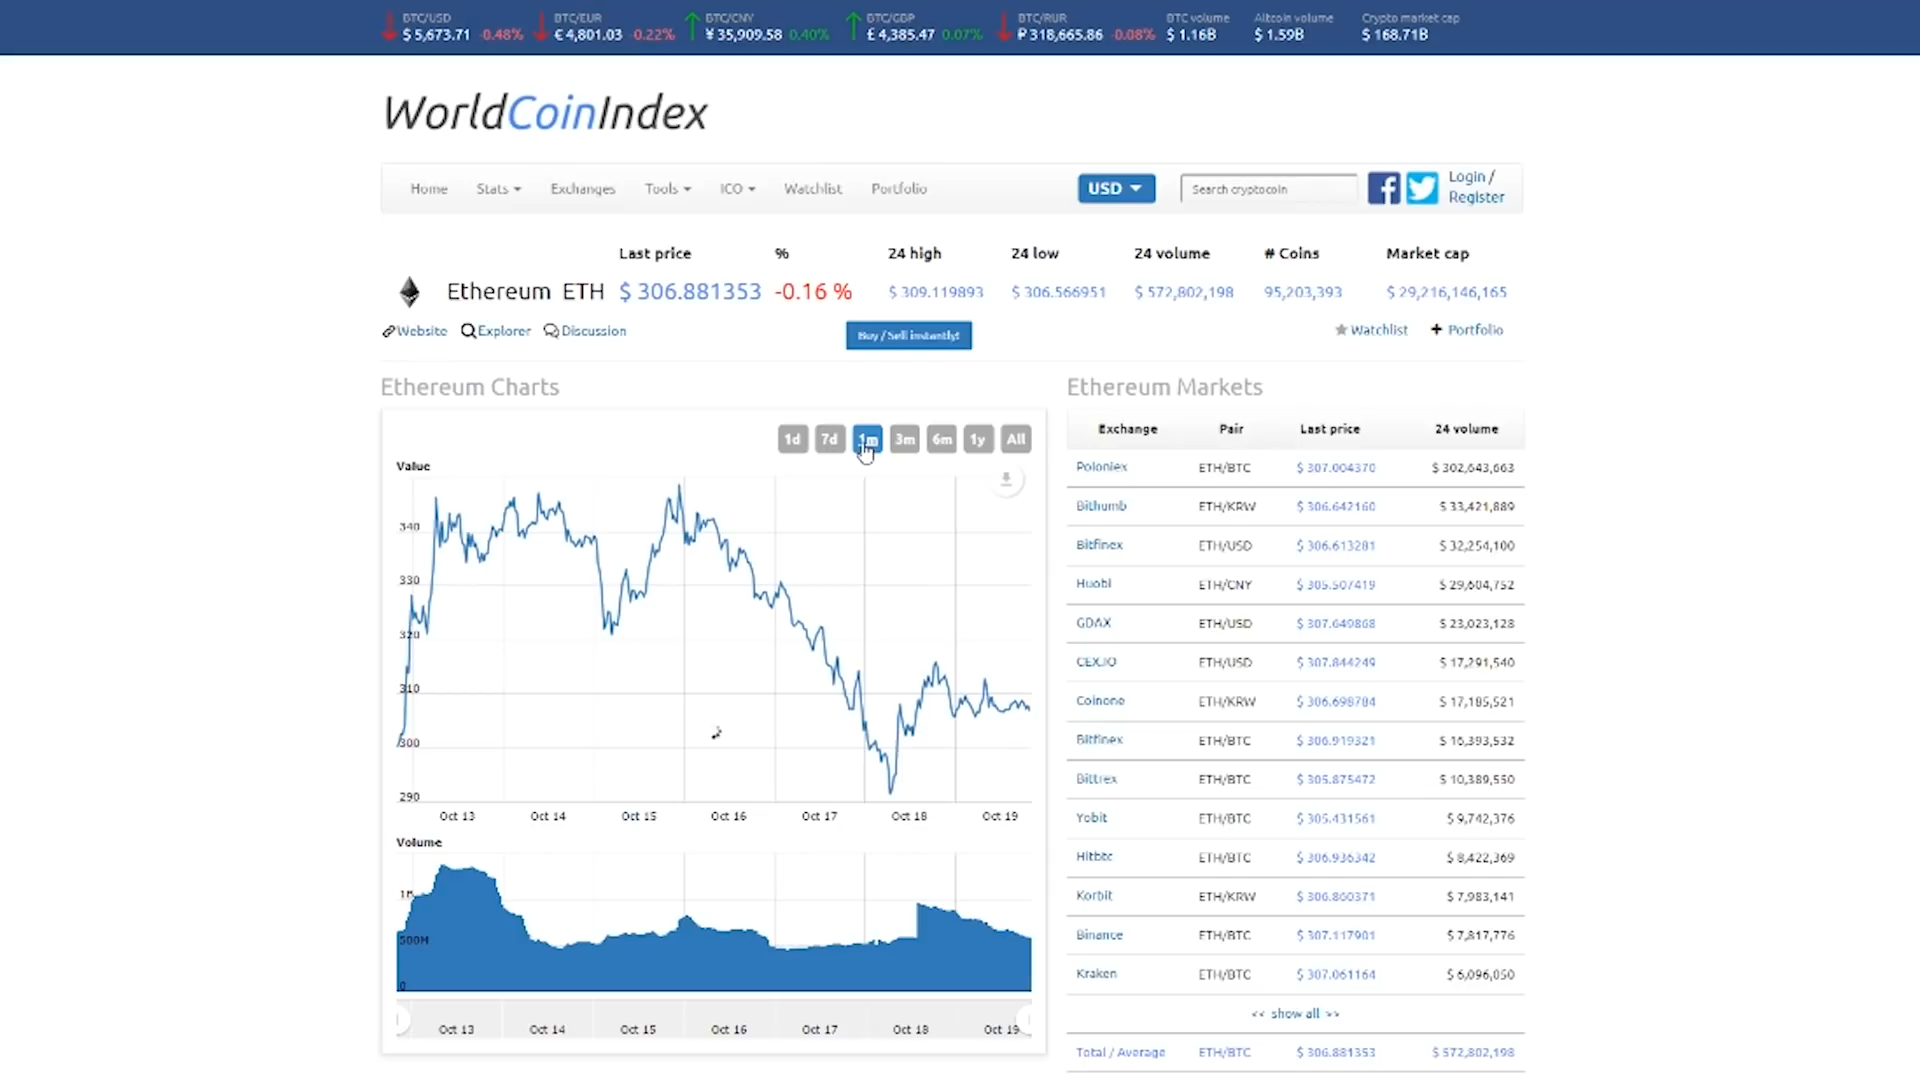 BTC/USD BTC/EUR BTC/CNY BTC/GBP BTC/RUR BTC volume Altcoin volume Crypto market cap
$ 5,673.71 -0.48% € 4,801.03 -0.22% ¥ 35,909.58 0.40% £ 4,385.47 0.07% ₽ 318,665.86 -0.08% $ 1.16B $ 1.59B $ 168.71B
WorldCoinIndex
Home Stats Exchanges Tools ICO Watchlist Portfolio USD Search cryptocoin Login / Register
Last price % 24 high 24 low 24 volume # Coins Market cap
Ethereum ETH $ 306.881353 -0.16 % $ 309.119893 $ 306.566951 $ 572,802,198 95,203,393 $ 29,216,146,165
Website Explorer Discussion Buy / Sell instantly! Watchlist Portfolio
Ethereum Charts
1d 7d 1m 3m 6m 1y All
Value
340
330
320
310
300
290
Oct 13 Oct 14 Oct 15 Oct 16 Oct 17 Oct 18 Oct 19
Volume
500M
0
Oct 13 Oct 14 Oct 15 Oct 16 Oct 17 Oct 18 Oct 19
Ethereum Markets
Exchange Pair Last price 24 volume
Poloniex ETH/BTC $ 307.004370 $ 302,643,663
Bithumb ETH/KRW $ 306.642160 $ 33,421,889
Bitfinex ETH/USD $ 306.613281 $ 32,254,100
Huobi ETH/CNY $ 305.507419 $ 29,604,752
GDAX ETH/USD $ 307.649868 $ 23,023,128
CEX.IO ETH/USD $ 307.844249 $ 17,291,540
Coinone ETH/KRW $ 306.698784 $ 17,185,521
Bitfinex ETH/BTC $ 306.919321 $ 16,393,532
Bittrex ETH/BTC $ 305.875472 $ 10,389,550
Yobit ETH/BTC $ 305.431561 $ 9,742,376
Hitbtc ETH/BTC $ 306.936342 $ 8,422,369
Korbit ETH/KRW $ 306.860371 $ 7,983,141
Binance ETH/BTC $ 307.117901 $ 7,817,776
Kraken ETH/BTC $ 307.061164 $ 6,096,050
<< show all >>
Total / Average ETH/BTC $ 306.881353 $ 572,802,198